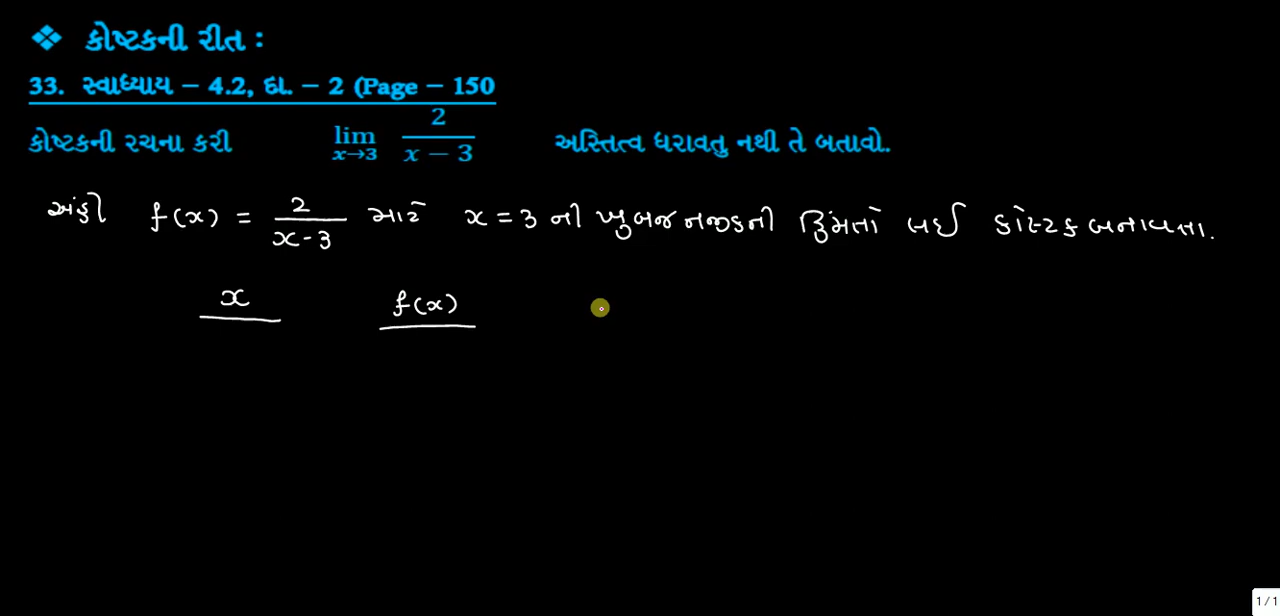 ❖ કોષ્ટકની રીત :
33. સ્વાધ્યાય – 4.2, દા. – 2 (Page – 150
કોષ્ટકની રચના કરી lim x→3 2/(x − 3) અસ્તિત્વ ધરાવતુ નથી તે બતાવો.
અહીં f(x) = 2/(x-3) માટે x = 3 ની ખુબજ નજીકની કિંમતો લઈ કોસ્ટક બનાવતા.
x f(x)
1/1